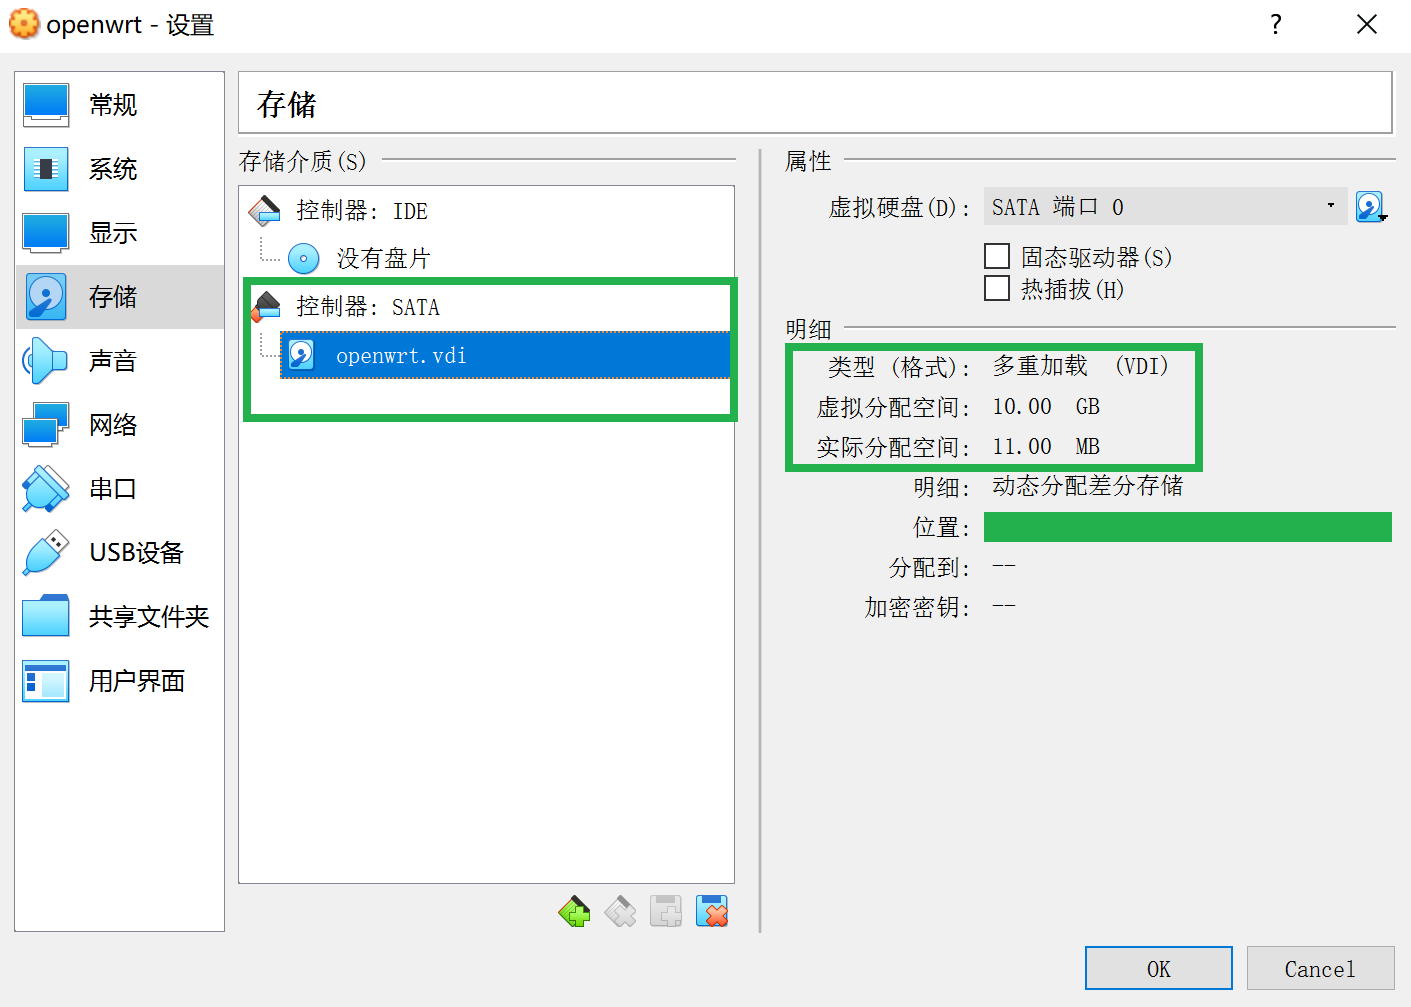 openwrt - 设置
?
常规
系统
显示
存储
声音
网络
串口
USB设备
共享文件夹
用户界面
存储
存储介质(S)
控制器: IDE
没有盘片
控制器: SATA
openwrt.vdi
属性
虚拟硬盘(D): SATA 端口 0
固态驱动器(S)
热插拔(H)
明细
类型 (格式): 多重加载 (VDI)
虚拟分配空间: 10.00 GB
实际分配空间: 11.00 MB
明细: 动态分配差分存储
位置:
分配到: --
加密密钥: --
OK
Cancel